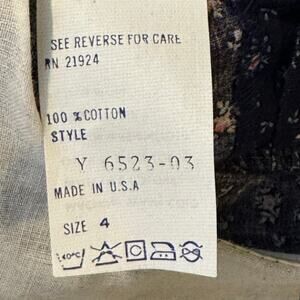 SEE REVERSE FOR CARE
RN 21924
100 % COTTON
STYLE
Y 6523-03
MADE IN U.S.A
SIZE 4
40°C